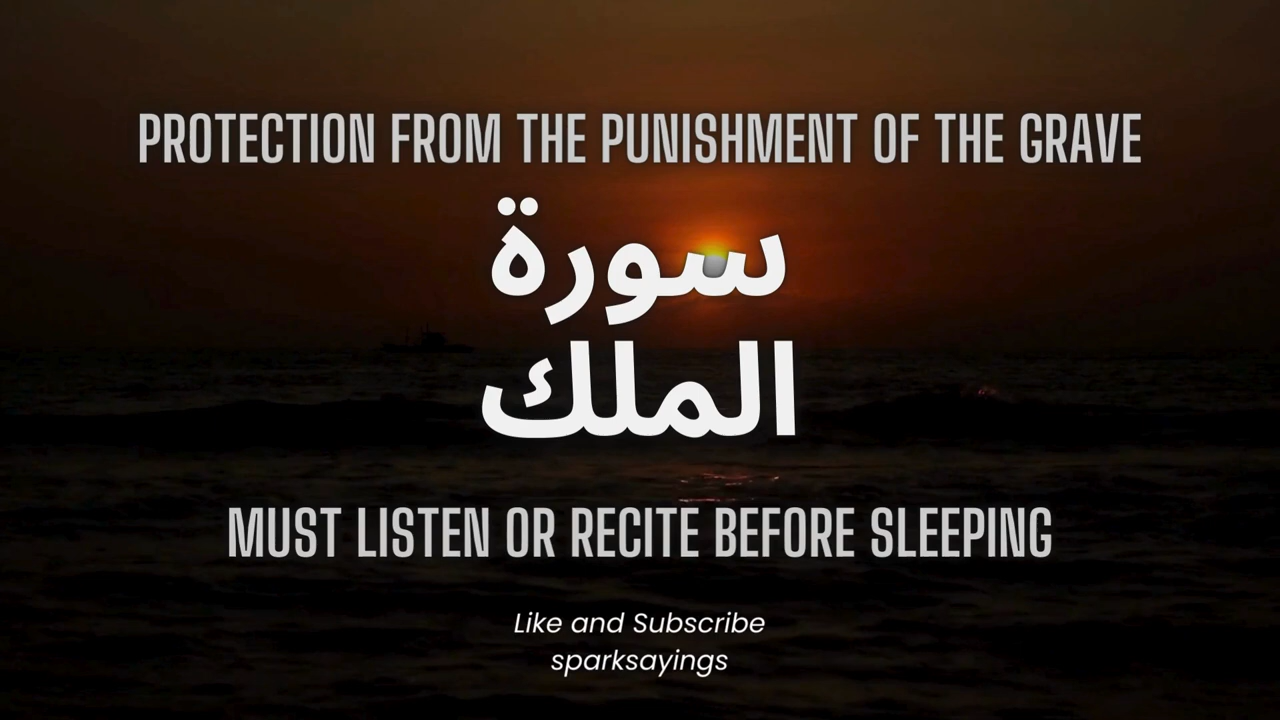 PROTECTION FROM THE PUNISHMENT OF THE GRAVE
سورة
الملك
MUST LISTEN OR RECITE BEFORE SLEEPING
Like and Subscribe
sparksayings